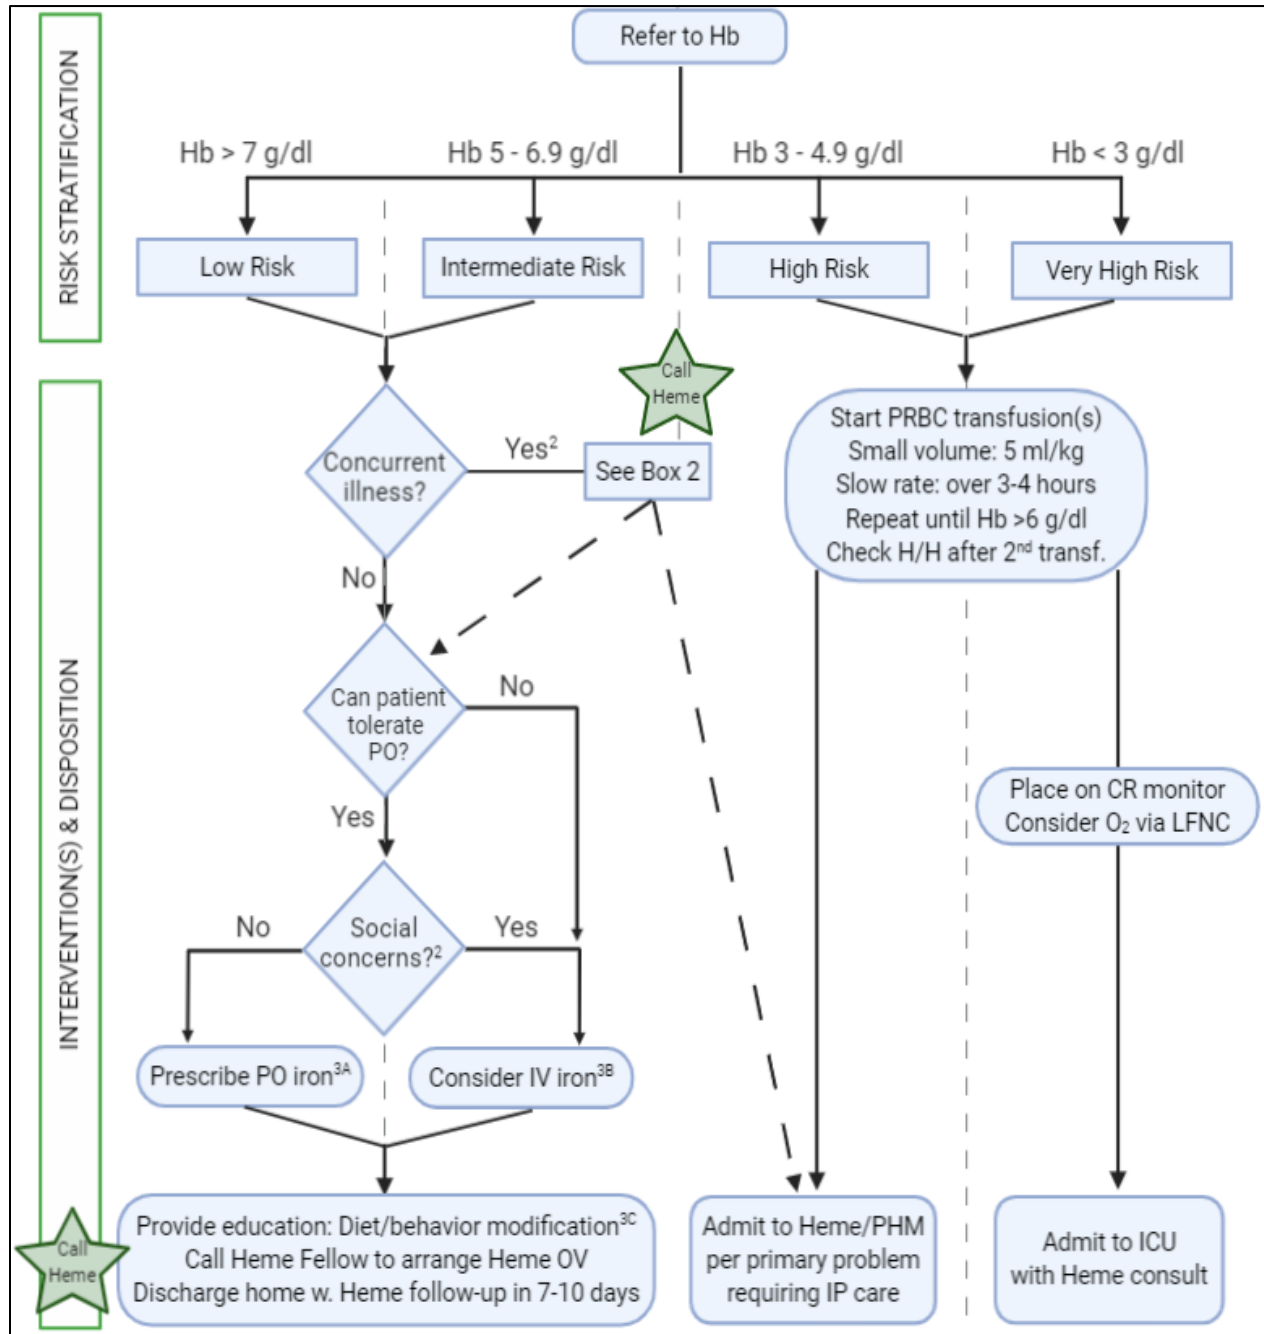 Refer to Hb
RISK STRATIFICATION
Hb > 7 g/dl
Hb 5 - 6.9 g/dl
Hb 3 - 4.9 g/dl
Hb < 3 g/dl
Low Risk
Intermediate Risk
High Risk
Very High Risk
Call
Heme
INTERVENTION(S) & DISPOSITION
Concurrent
illness?
Yes²
See Box 2
Start PRBC transfusion(s)
Small volume: 5 ml/kg
Slow rate: over 3-4 hours
Repeat until Hb >6 g/dl
Check H/H after 2nd transf.
No
Can patient
tolerate
PO?
No
Yes
Place on CR monitor
Consider O₂ via LFNC
Social
concerns?²
No
Yes
Prescribe PO iron3A
Consider IV iron3B
Call
Heme
Provide education: Diet/behavior modification3C
Call Heme Fellow to arrange Heme OV
Discharge home w. Heme follow-up in 7-10 days
Admit to Heme/PHM
per primary problem
requiring IP care
Admit to ICU
with Heme consult